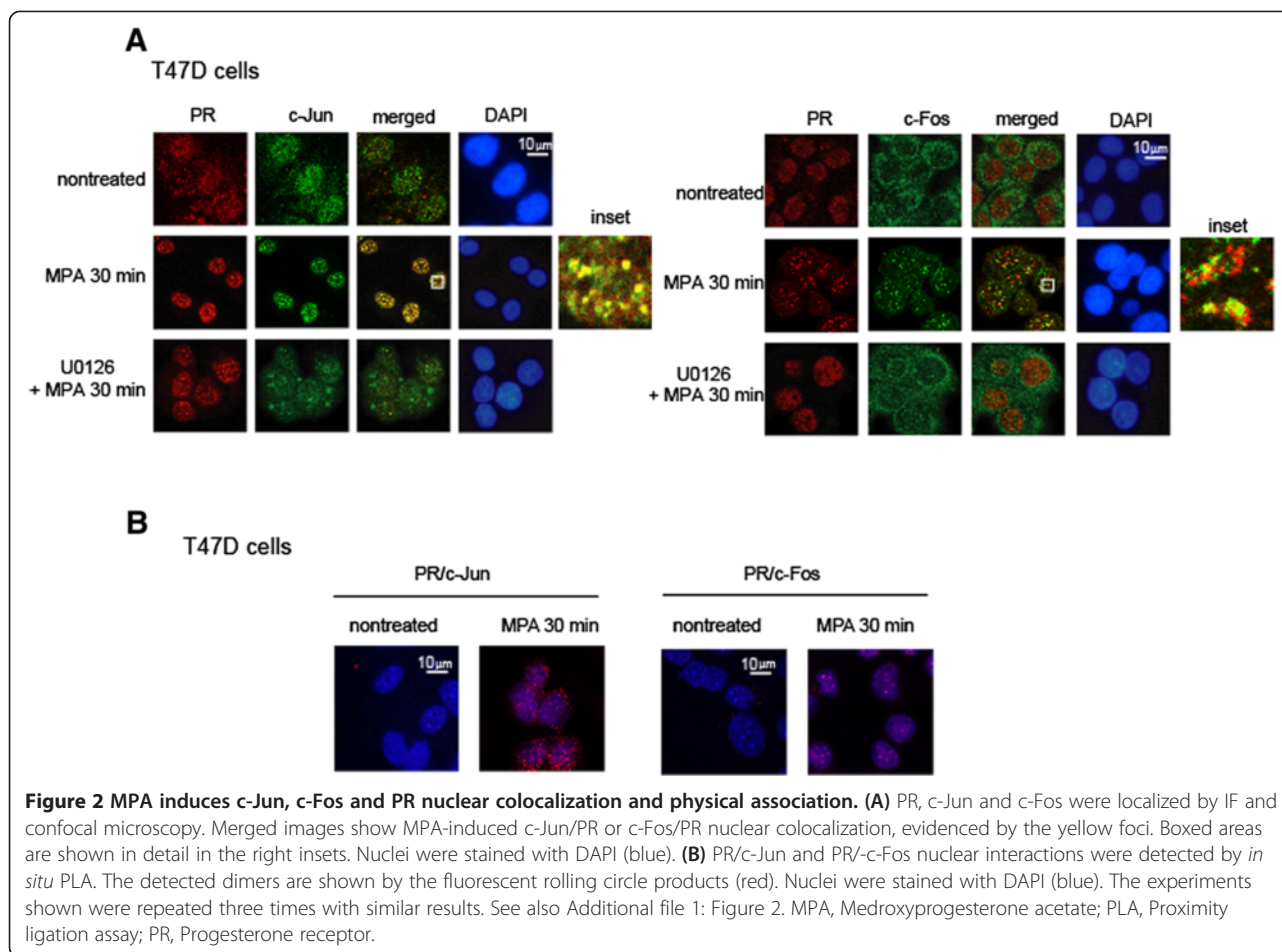 A
T47D cells
PR c-Jun merged DAPI
10 μm
nontreated
inset
MPA 30 min
U0126
+ MPA 30 min
PR c-Fos merged DAPI
10 μm
nontreated
inset
MPA 30 min
U0126
+ MPA 30 min
B
T47D cells
PR/c-Jun PR/c-Fos
nontreated MPA 30 min nontreated MPA 30 min
10 μm 10 μm
Figure 2 MPA induces c-Jun, c-Fos and PR nuclear colocalization and physical association. (A) PR, c-Jun and c-Fos were localized by IF and
confocal microscopy. Merged images show MPA-induced c-Jun/PR or c-Fos/PR nuclear colocalization, evidenced by the yellow foci. Boxed areas
are shown in detail in the right insets. Nuclei were stained with DAPI (blue). (B) PR/c-Jun and PR/-c-Fos nuclear interactions were detected by in
situ PLA. The detected dimers are shown by the fluorescent rolling circle products (red). Nuclei were stained with DAPI (blue). The experiments
shown were repeated three times with similar results. See also Additional file 1: Figure 2. MPA, Medroxyprogesterone acetate; PLA, Proximity
ligation assay; PR, Progesterone receptor.